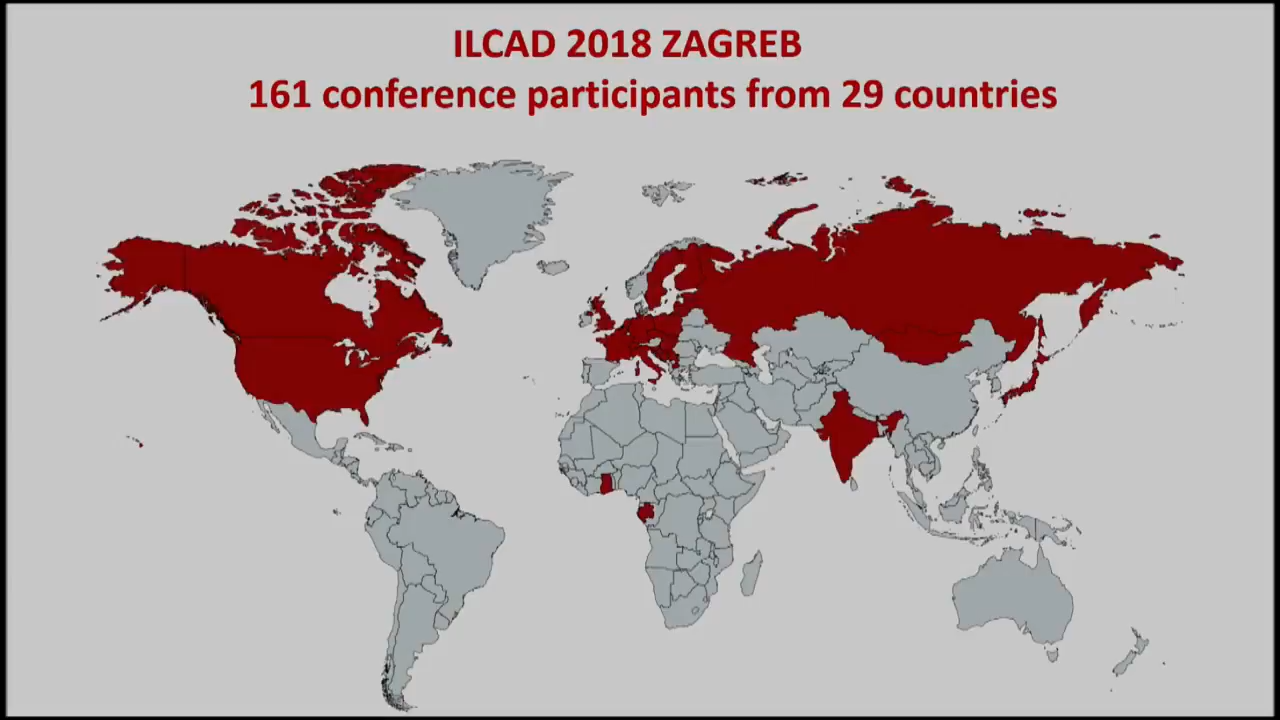 ILCAD 2018 ZAGREB
161 conference participants from 29 countries